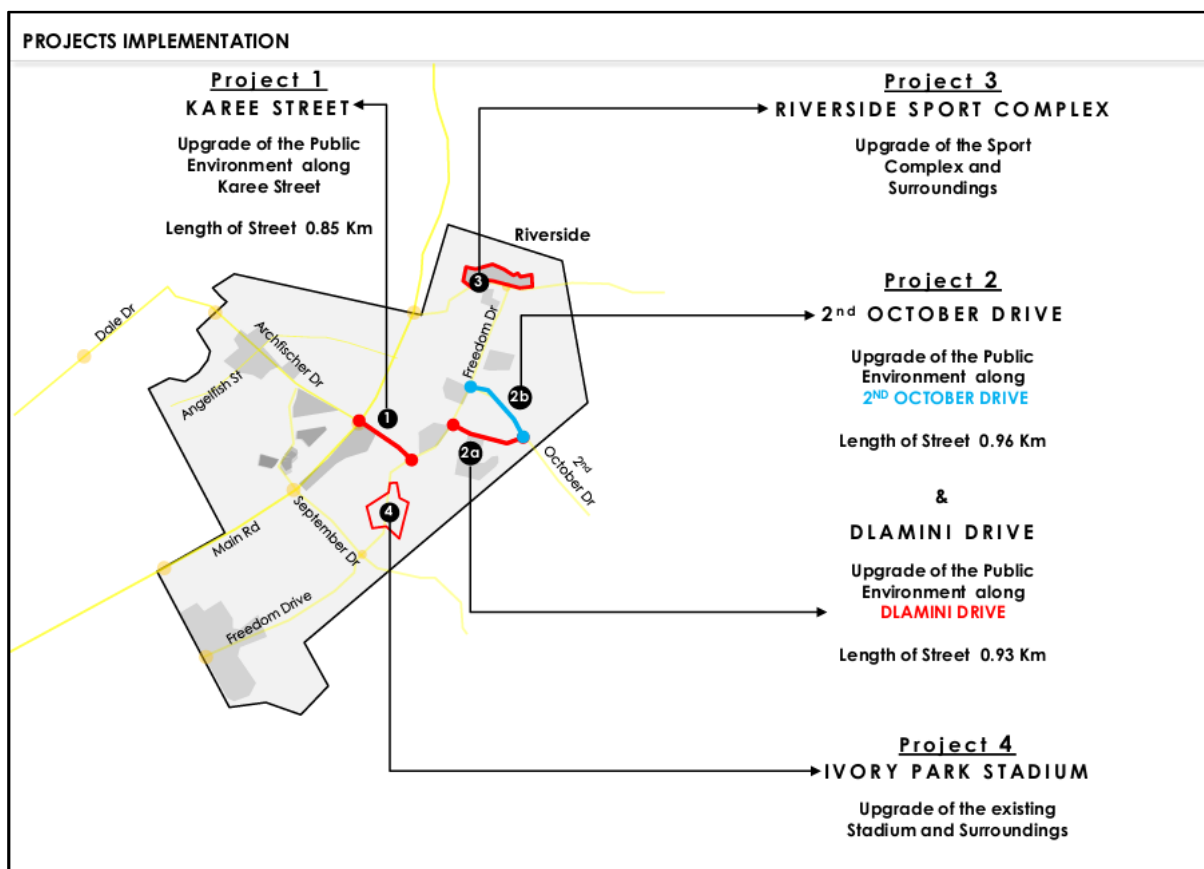 PROJECTS IMPLEMENTATION
Project 1
KAREE STREET
Upgrade of the Public
Environment along
Karee Street
Length of Street 0.85 Km
Project 3
RIVERSIDE SPORT COMPLEX
Upgrade of the Sport
Complex and
Surroundings
Project 2
2nd OCTOBER DRIVE
Upgrade of the Public
Environment along
2ND OCTOBER DRIVE
Length of Street 0.96 Km
&
DLAMINI DRIVE
Upgrade of the Public
Environment along
DLAMINI DRIVE
Length of Street 0.93 Km
Project 4
IVORY PARK STADIUM
Upgrade of the existing
Stadium and Surroundings
Riverside
3
Dale Dr
Archfischer Dr
Freedom Dr
Angelfish St
2b
1
2a
2nd
October Dr
4
September Dr
Main Rd
Freedom Drive